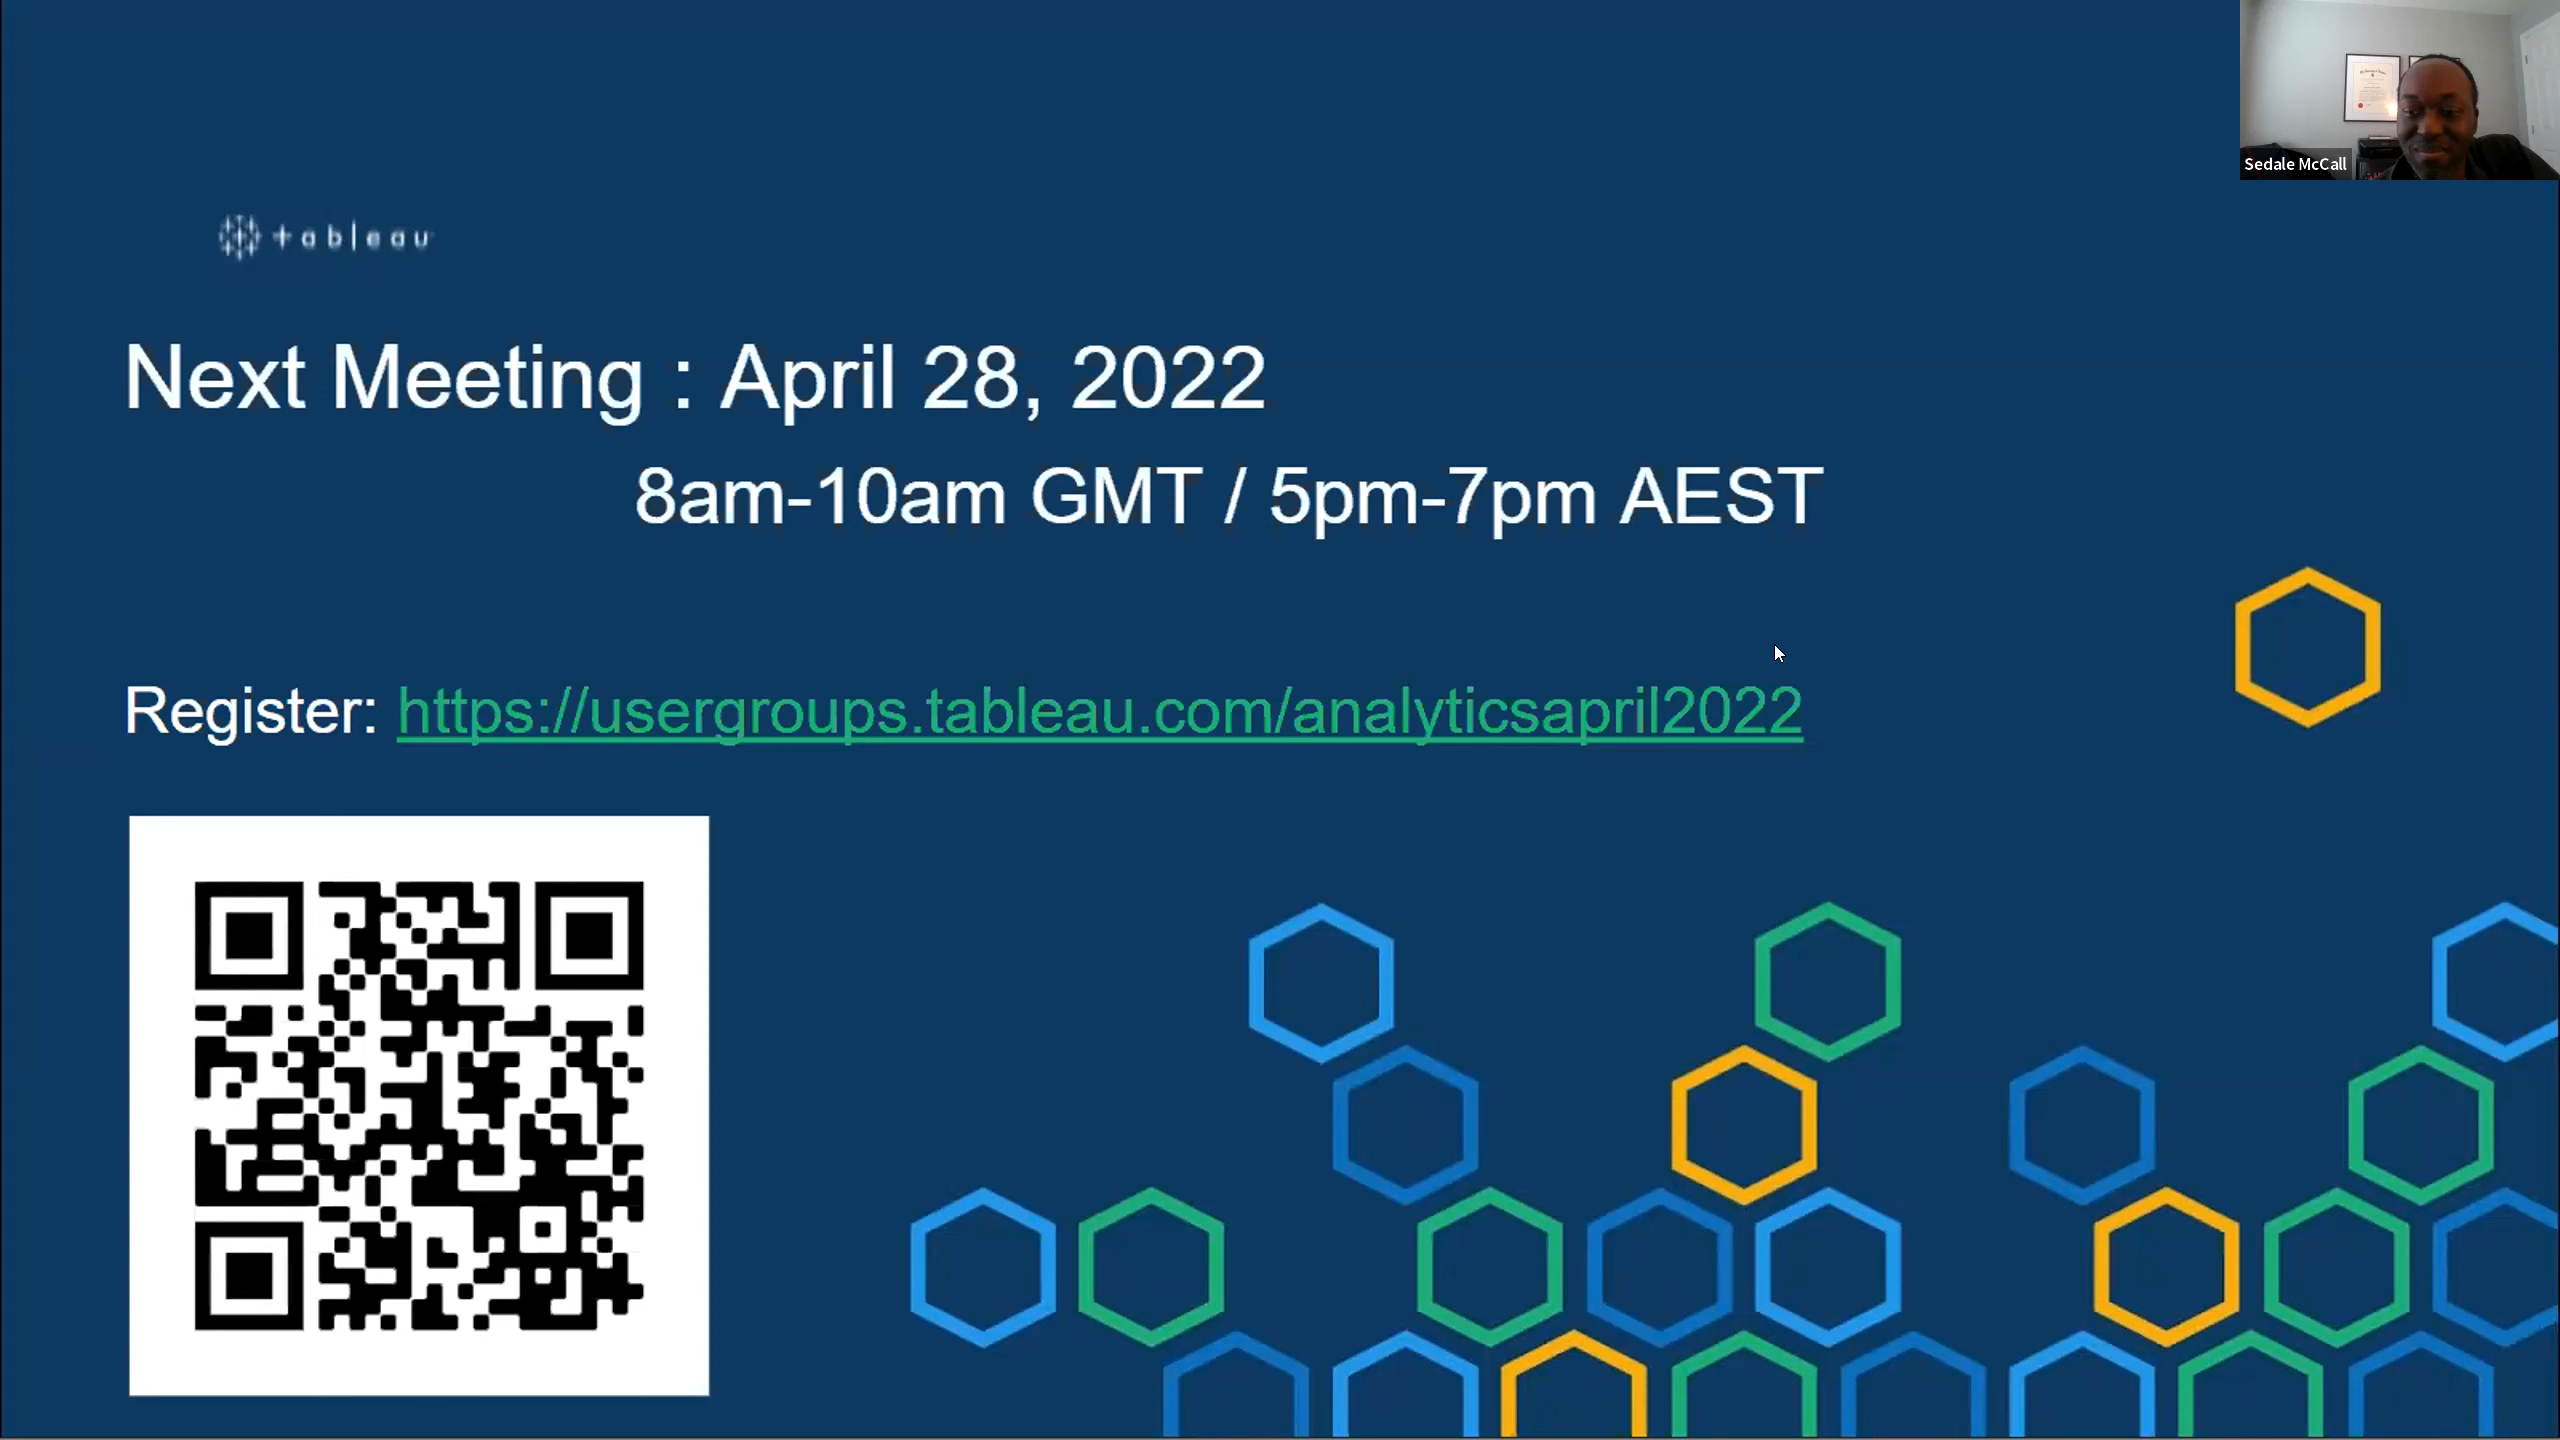 Sedale McCall
tableau
Next Meeting : April 28, 2022
8am-10am GMT / 5pm-7pm AEST
Register: https://usergroups.tableau.com/analyticsapril2022